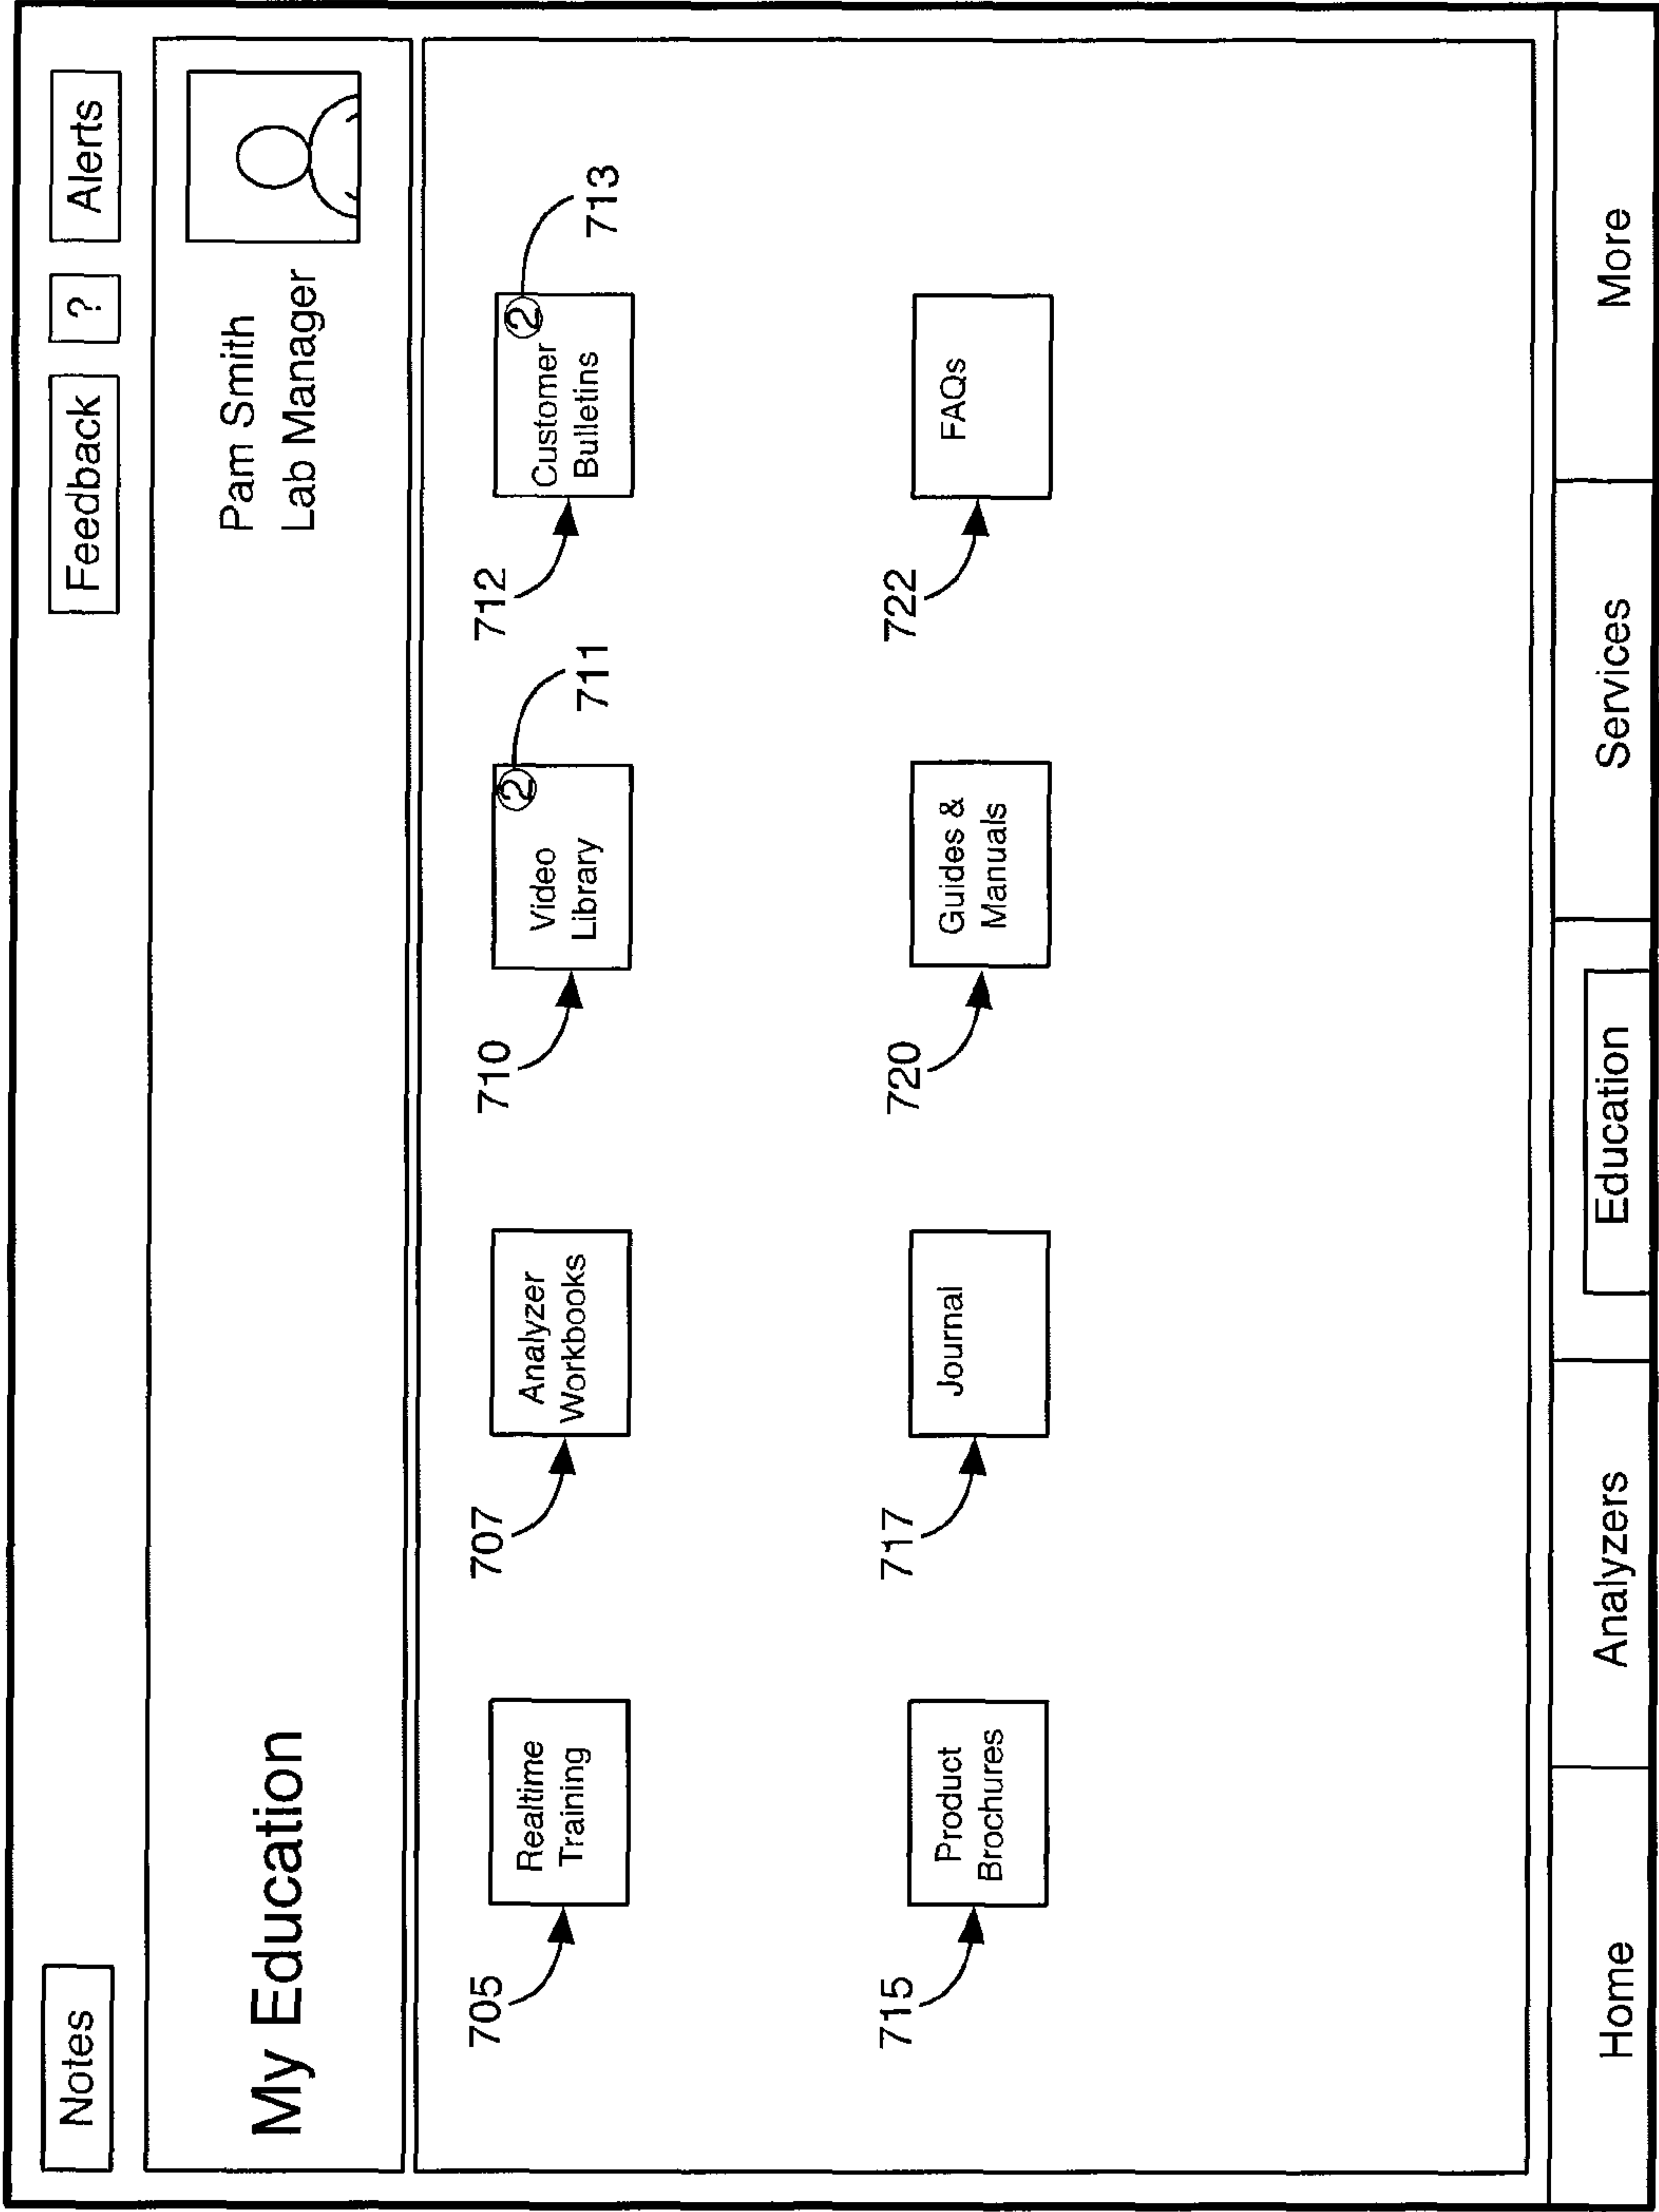 Notes
Feedback
?
Alerts
My Education
Pam Smith
Lab Manager
705
Realtime
Training
707
Analyzer
Workbooks
710
Video
Library
2
711
712
Customer
Bulletins
2
713
715
Product
Brochures
717
Journal
720
Guides &
Manuals
722
FAQs
Home
Analyzers
Education
Services
More